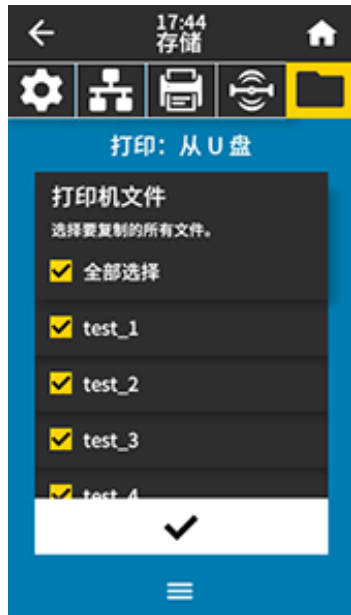 17:44
存储
打印：从 U 盘
打印机文件
选择要复制的所有文件。
全部选择
test_1
test_2
test_3
test_4